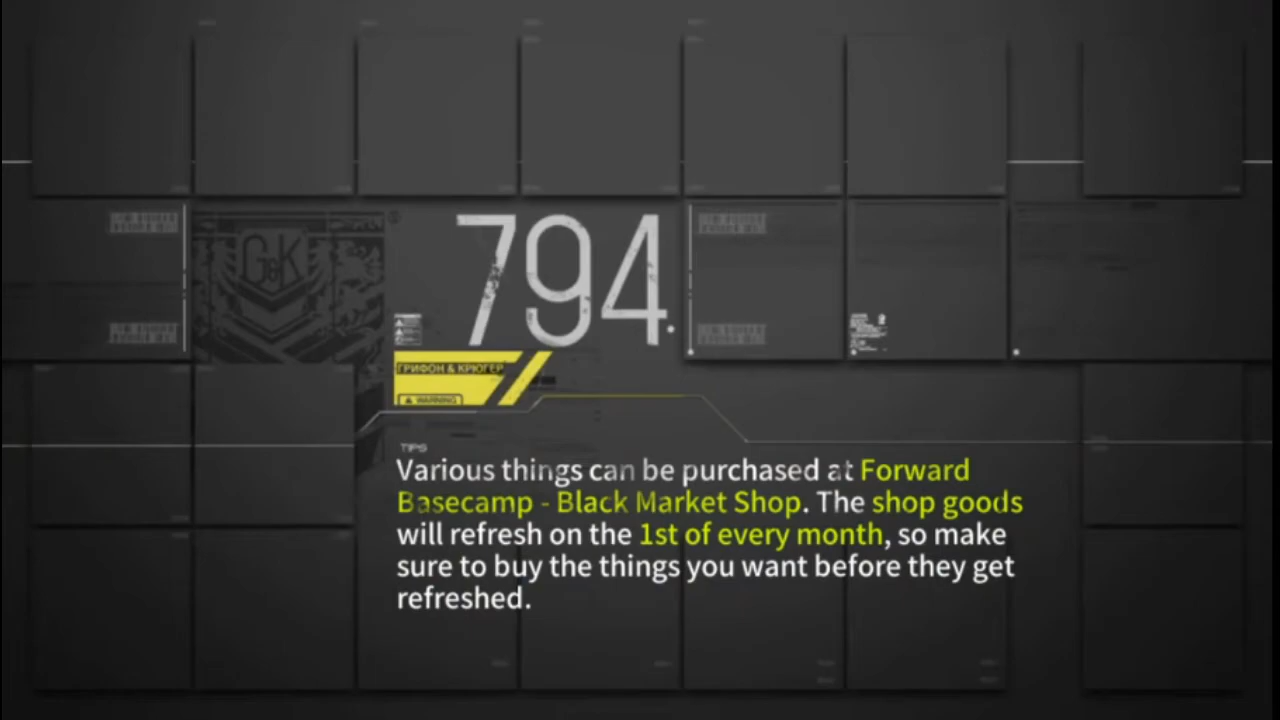 G&K
794.
ГРИФОН & КРЮГЕР
WARNING
TIPS
Various things can be purchased at Forward
Basecamp - Black Market Shop. The shop goods
will refresh on the 1st of every month, so make
sure to buy the things you want before they get
refreshed.